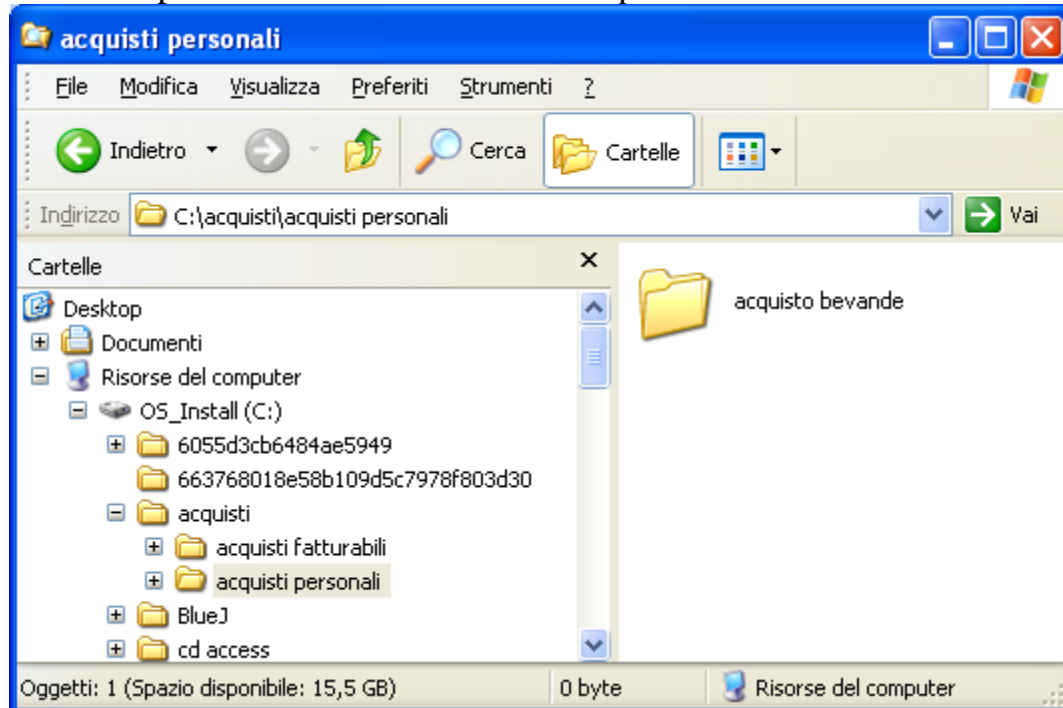 acquisti personali
File Modifica Visualizza Preferiti Strumenti ?
Indietro Cerca Cartelle
Indirizzo C:\acquisti\acquisti personali Vai
Cartelle
acquisto bevande
Desktop
Documenti
Risorse del computer
OS_Install (C:)
6055d3cb6484ae5949
663768018e58b109d5c7978f803d30
acquisti
acquisti fatturabili
acquisti personali
BlueJ
cd access
Oggetti: 1 (Spazio disponibile: 15,5 GB) 0 byte Risorse del computer